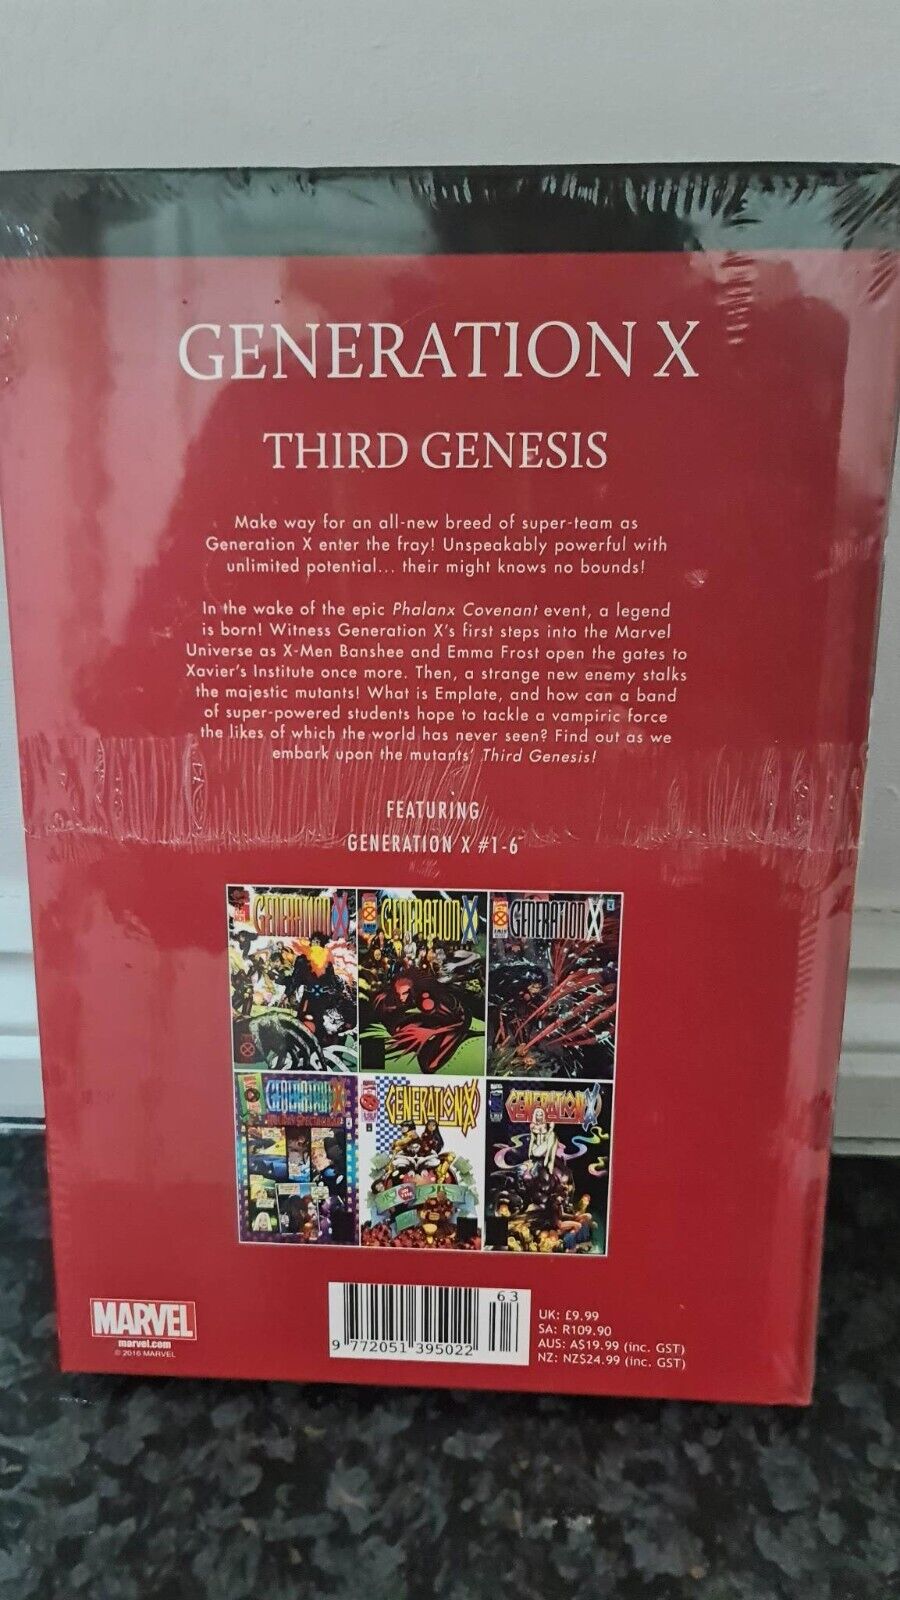 GENERATION X
THIRD GENESIS
Make way for an all-new breed of super-team as
Generation X enter the fray! Unspeakably powerful with
unlimited potential... their might knows no bounds!
In the wake of the epic Phalanx Covenant event, a legend
is born! Witness Generation X's first steps into the Marvel
Universe as X-Men Banshee and Emma Frost open the gates to
Xavier's Institute once more. Then, a strange new enemy stalks
the majestic mutants! What is Emplate, and how can a band
of super-powered students hope to tackle a vampiric force
the likes of which the world has never seen? Find out as we
embark upon the mutants' Third Genesis!
FEATURING
GENERATION X #1-6
GENERATION X
GENERATION X
GENERATION X
GENERATION X
HOLIDAY SPECTACULAR
GENERATION X
GENERATION X
MARVEL
marvel.com
© 2016 MARVEL
63
9 772051 395022
UK: £9.99
SA: R109.90
AUS: A$19.99 (inc. GST)
NZ: NZ$24.99 (inc. GST)